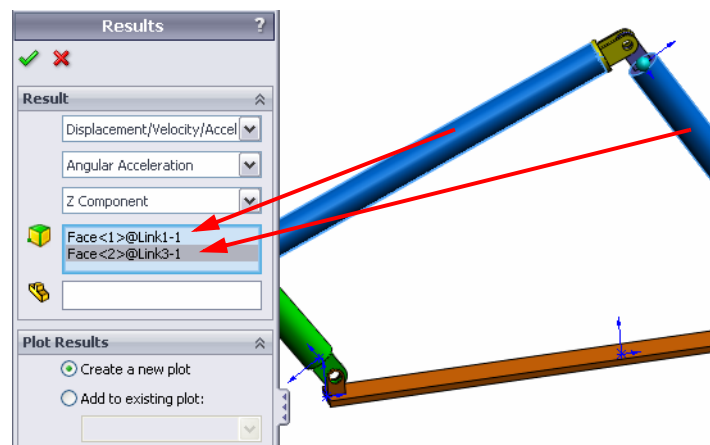 Results ?
Result
Displacement/Velocity/Accel
Angular Acceleration
Z Component
Face<1>@Link1-1
Face<2>@Link3-1
Plot Results
Create a new plot
Add to existing plot: